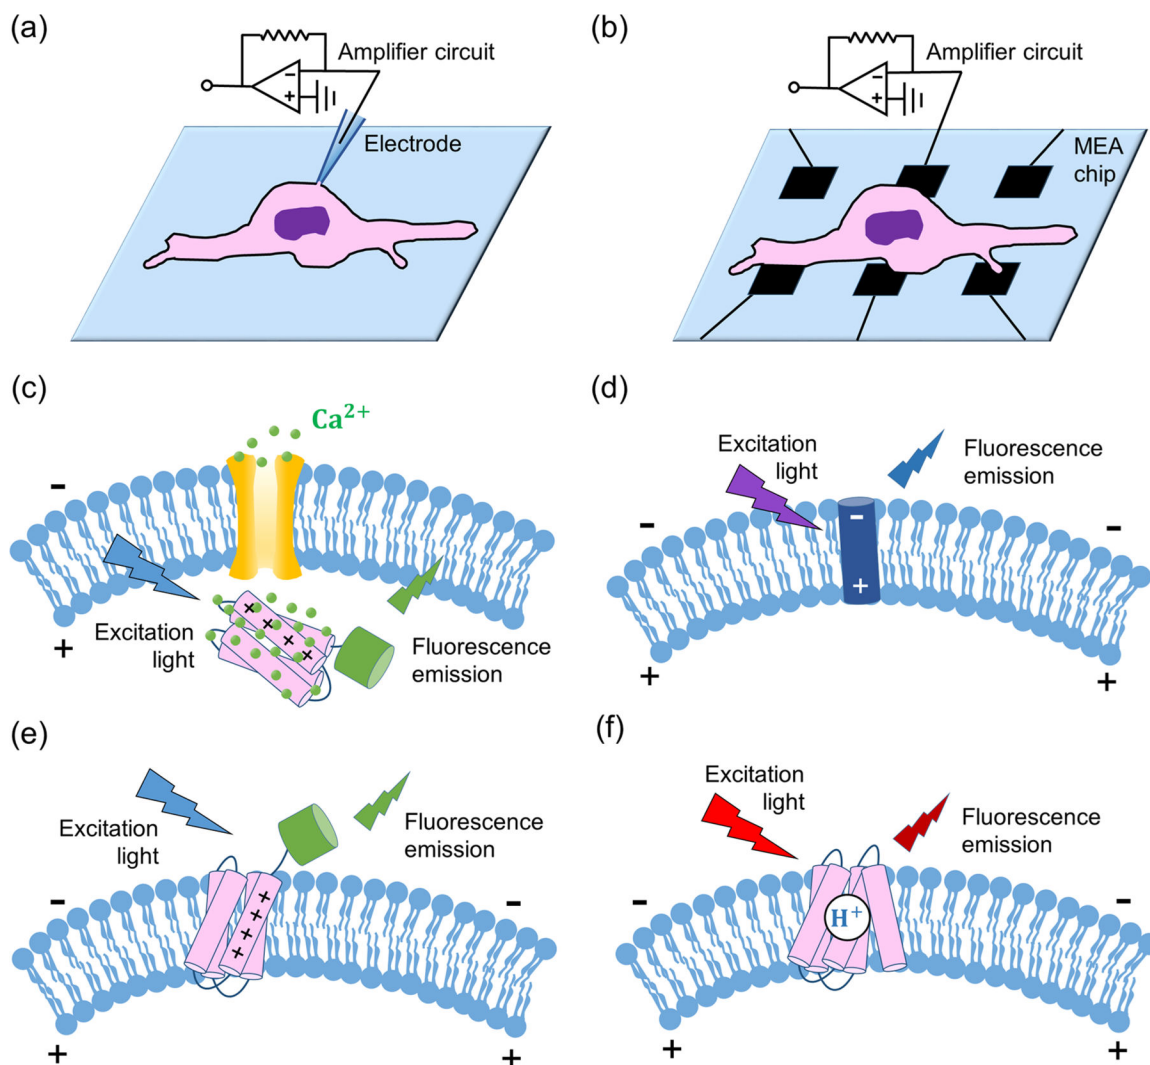 (a)
Amplifier circuit
-
+
Electrode
(b)
Amplifier circuit
-
+
MEA
chip
(c)
Ca²⁺
-
Excitation
light
+
+
+
+
Fluorescence
emission
(d)
Excitation
light
Fluorescence
emission
-
-
-
+
+
+
(e)
Excitation
light
Fluorescence
emission
-
-
+
+
+
+
+
+
(f)
Excitation
light
Fluorescence
emission
-
-
H⁺
+
+